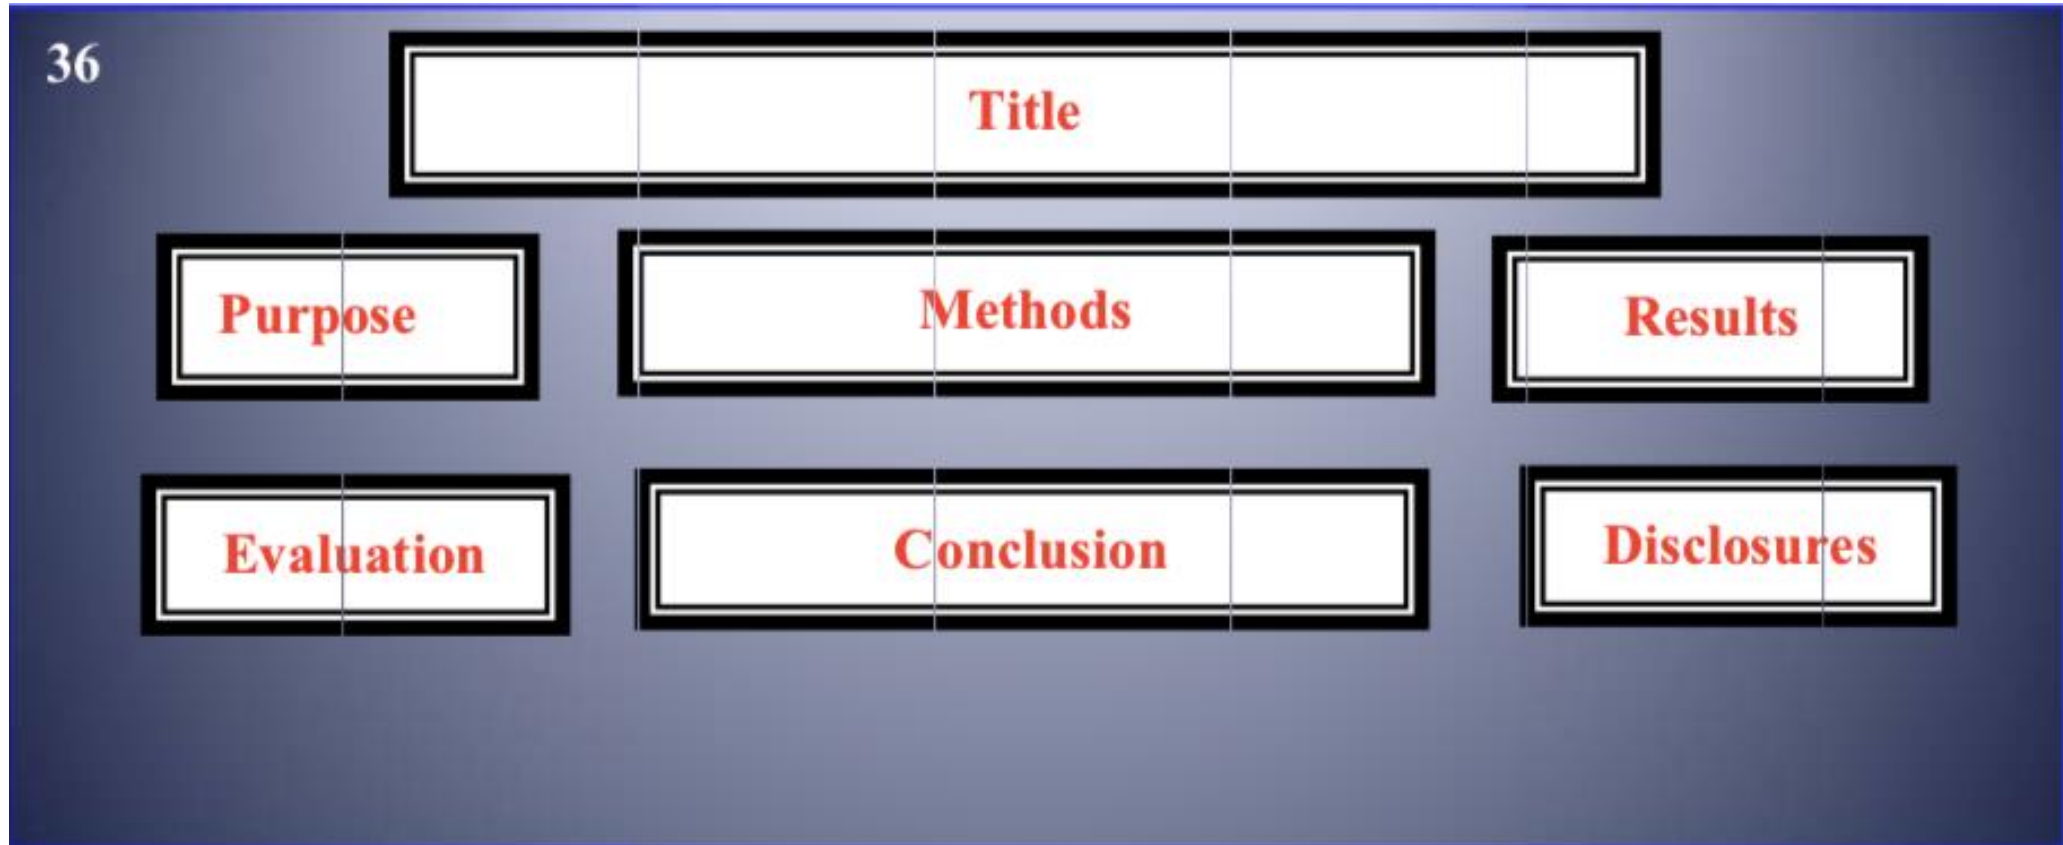 36
Title
Purpose
Methods
Results
Evaluation
Conclusion
Disclosures